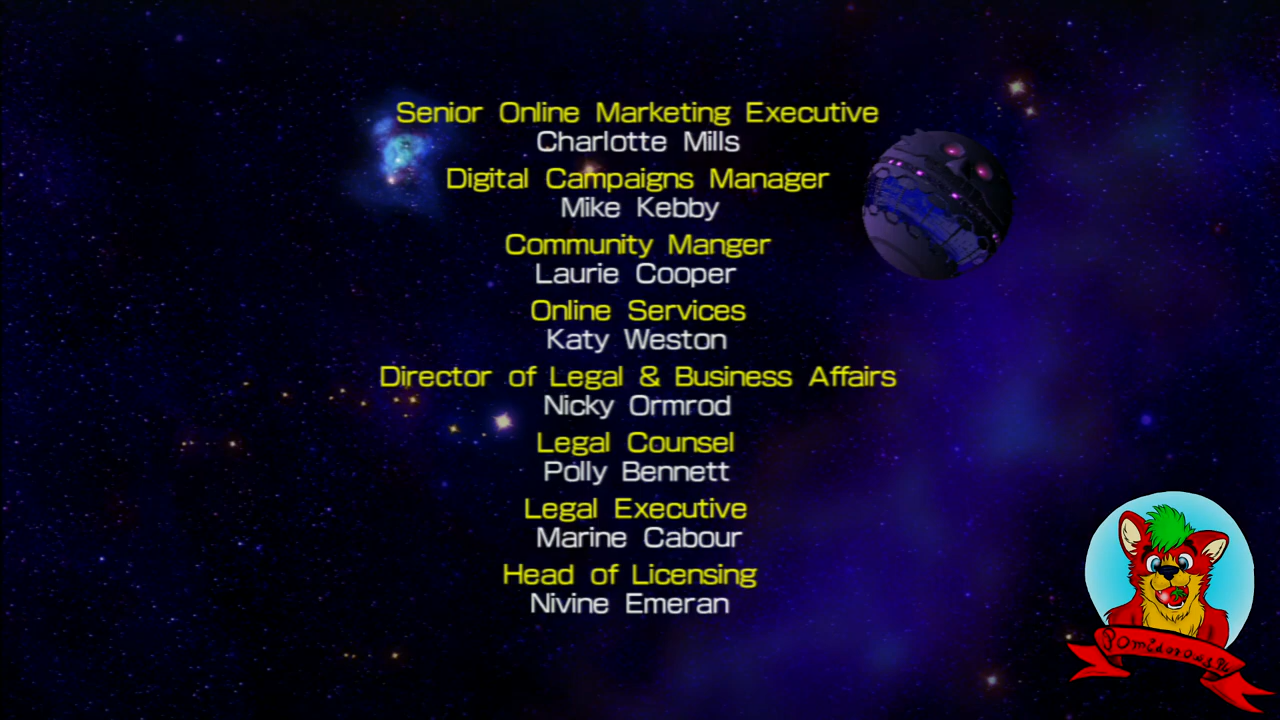 Senior Online Marketing Executive
Charlotte Mills
Digital Campaigns Manager
Mike Kebby
Community Manger
Laurie Cooper
Online Services
Katy Weston
Director of Legal & Business Affairs
Nicky Ormrod
Legal Counsel
Polly Bennett
Legal Executive
Marine Cabour
Head of Licensing
Nivine Emeran